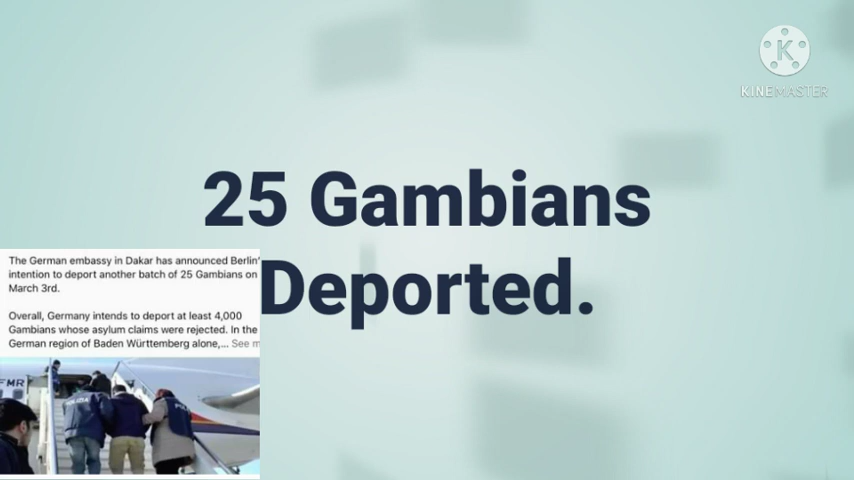 KINEMASTER
25 Gambians
Deported.
The German embassy in Dakar has announced Berlin'
intention to deport another batch of 25 Gambians on
March 3rd.
Overall, Germany intends to deport at least 4,000
Gambians whose asylum claims were rejected. In the
German region of Baden Württemberg alone,... See m
FMR